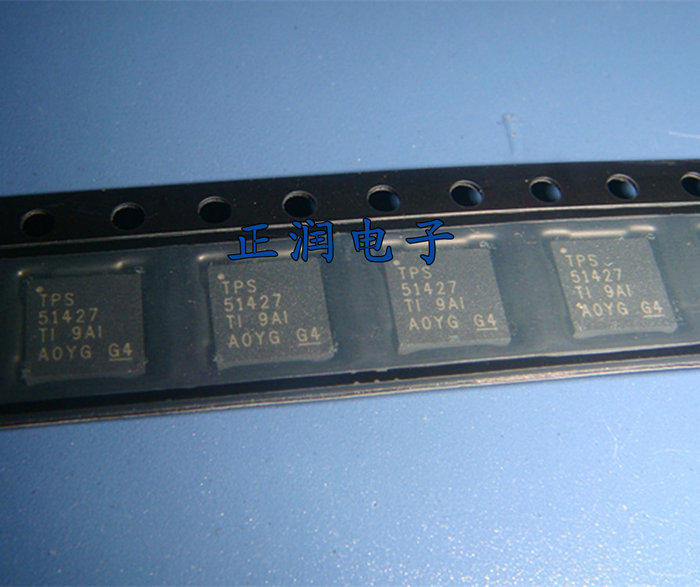 正润电子
TPS
51427
TI 9AI
A0YG G4
TPS
51427
TI 9AI
A0YG G4
TPS
51427
TI 9AI
A0YG G4
TPS
51427
TI 9AI
A0YG G4